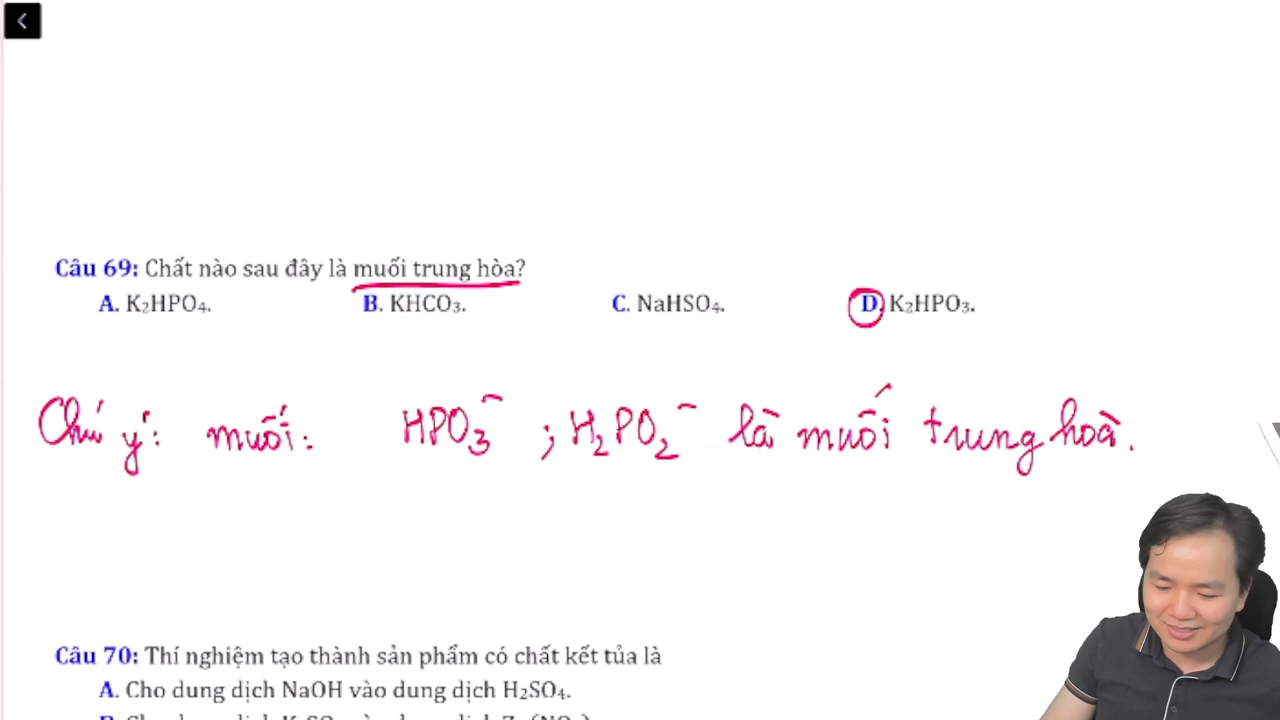 Câu 69: Chất nào sau đây là muối trung hòa?
A. K₂HPO₄. B. KHCO₃. C. NaHSO₄. D. K₂HPO₃.
Chú ý: muối: HPO₃⁻ ; H₂PO₂⁻ là muối trung hoà.
Câu 70: Thí nghiệm tạo thành sản phẩm có chất kết tủa là
A. Cho dung dịch NaOH vào dung dịch H₂SO₄.